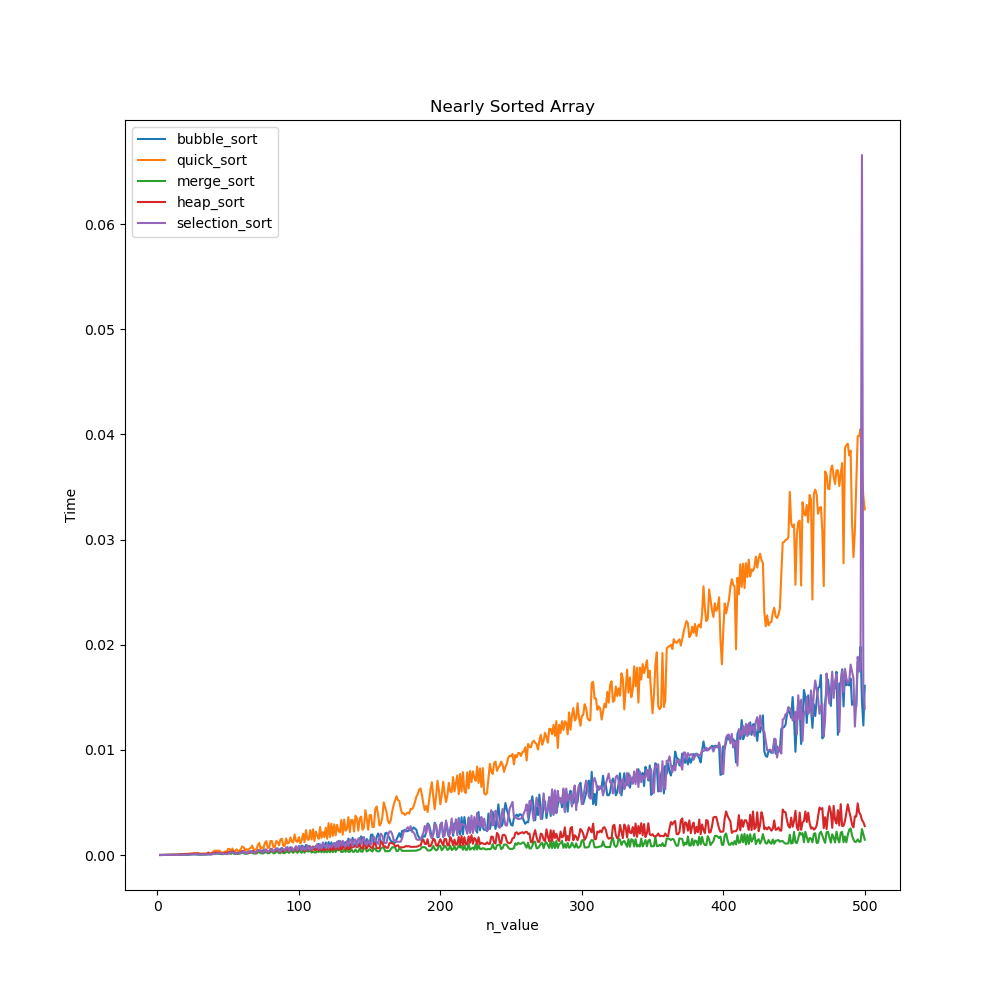 Nearly Sorted Array
bubble_sort
quick_sort
merge_sort
heap_sort
selection_sort
0.06
0.05
0.04
0.03
0.02
0.01
0.00
Time
0 100 200 300 400 500
n_value